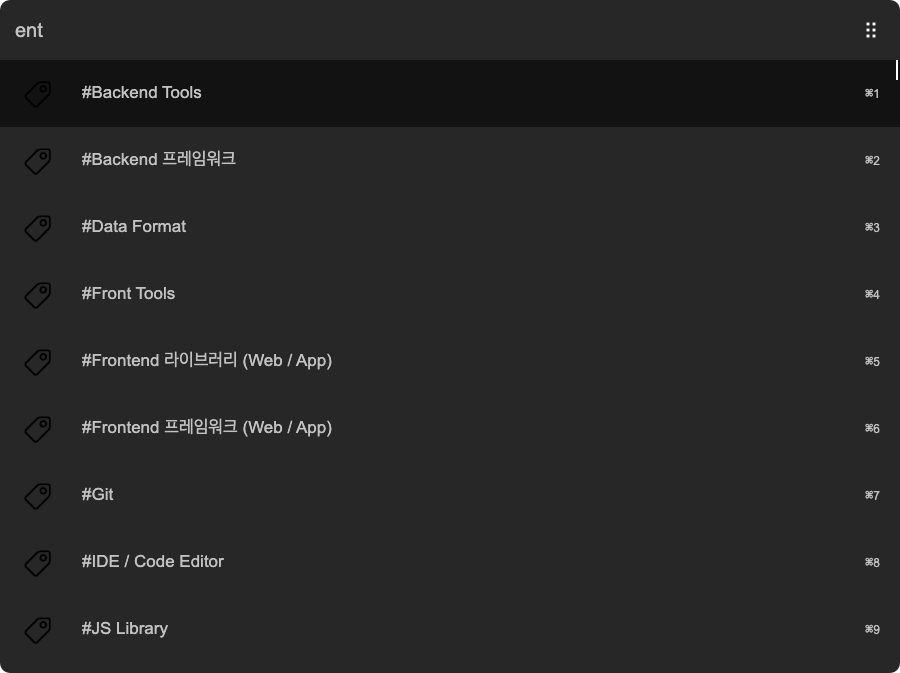 ent
#Backend Tools ⌘1
#Backend 프레임워크 ⌘2
#Data Format ⌘3
#Front Tools ⌘4
#Frontend 라이브러리 (Web / App) ⌘5
#Frontend 프레임워크 (Web / App) ⌘6
#Git ⌘7
#IDE / Code Editor ⌘8
#JS Library ⌘9